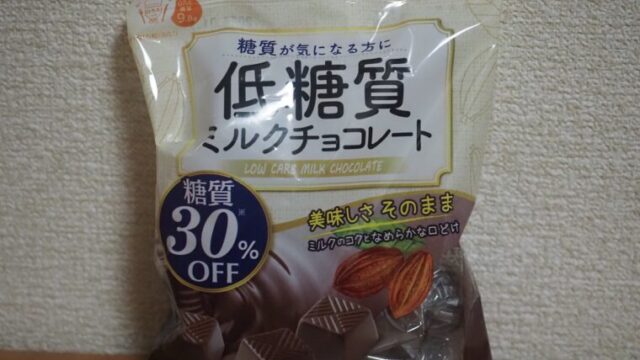 糖質が気になる方に
低糖質
ミルクチョコレート
LOW CARB MILK CHOCOLATE
糖質※
30%
OFF
美味しさそのまま
ミルクのコクとなめらかな口どけ